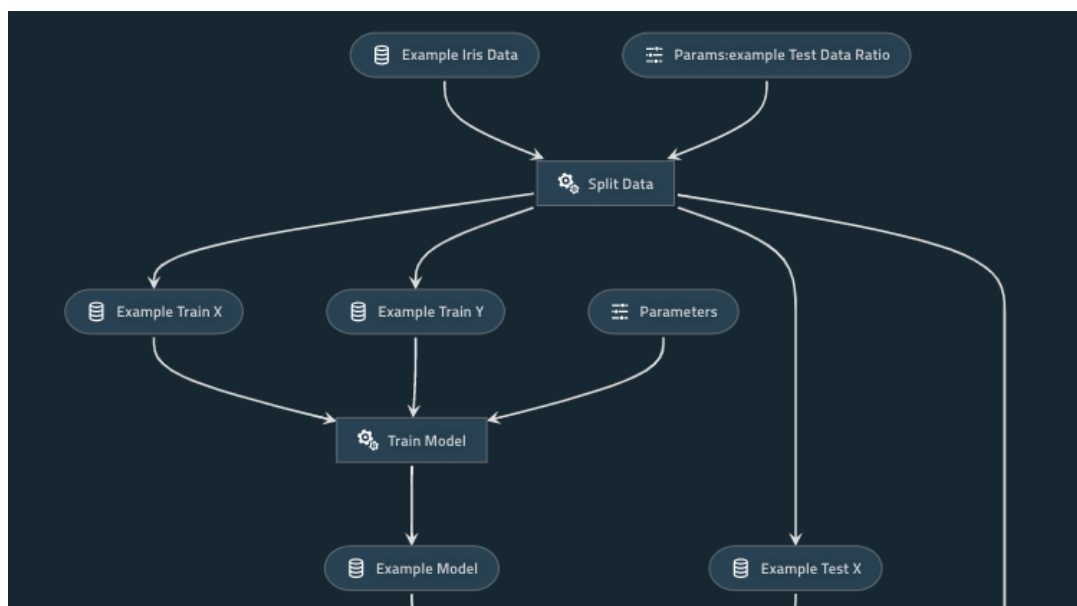 Example Iris Data
Params:example Test Data Ratio
Split Data
Example Train X
Example Train Y
Parameters
Train Model
Example Model
Example Test X